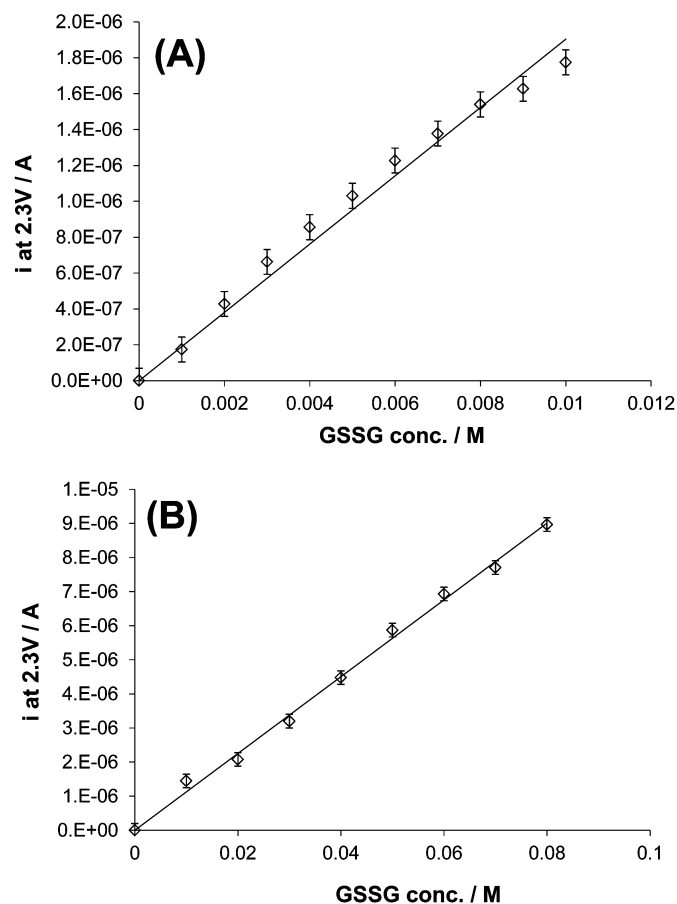 (A)
2.0E-06
1.8E-06
1.6E-06
1.4E-06
1.2E-06
1.0E-06
8.0E-07
6.0E-07
4.0E-07
2.0E-07
0.0E+00
i at 2.3V / A
0 0.002 0.004 0.006 0.008 0.01 0.012
GSSG conc. / M
(B)
1.E-05
9.E-06
8.E-06
7.E-06
6.E-06
5.E-06
4.E-06
3.E-06
2.E-06
1.E-06
0.E+00
i at 2.3V / A
0 0.02 0.04 0.06 0.08 0.1
GSSG conc. / M